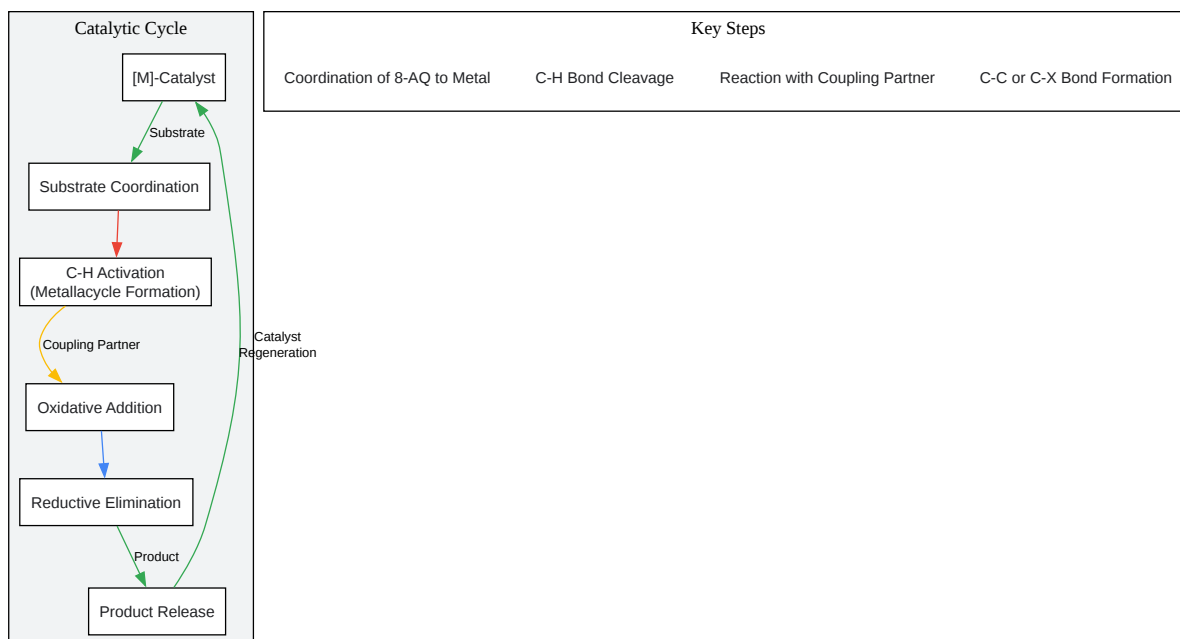 Catalytic Cycle
[M]-Catalyst
Substrate
Substrate Coordination
C-H Activation
(Metallacycle Formation)
Coupling Partner
Catalyst
Regeneration
Oxidative Addition
Reductive Elimination
Product
Product Release
Key Steps
Coordination of 8-AQ to Metal
C-H Bond Cleavage
Reaction with Coupling Partner
C-C or C-X Bond Formation